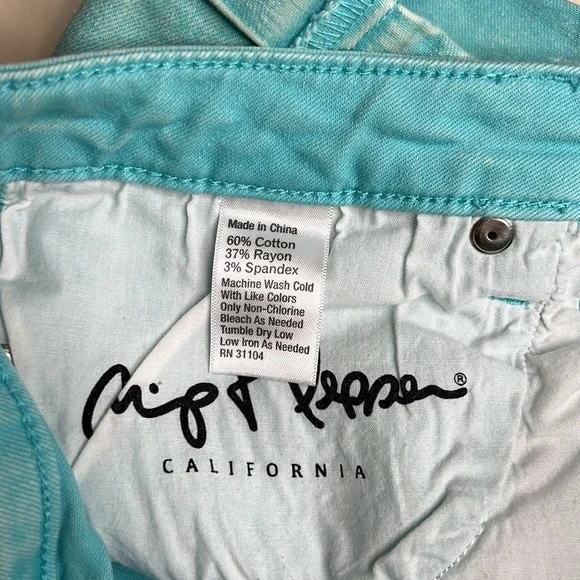 Made in China
60% Cotton
37% Rayon
3% Spandex
Machine Wash Cold
With Like Colors
Only Non-Chlorine
Bleach As Needed
Tumble Dry Low
Low Iron As Needed
RN 31104
Pepper®
CALIFORNIA